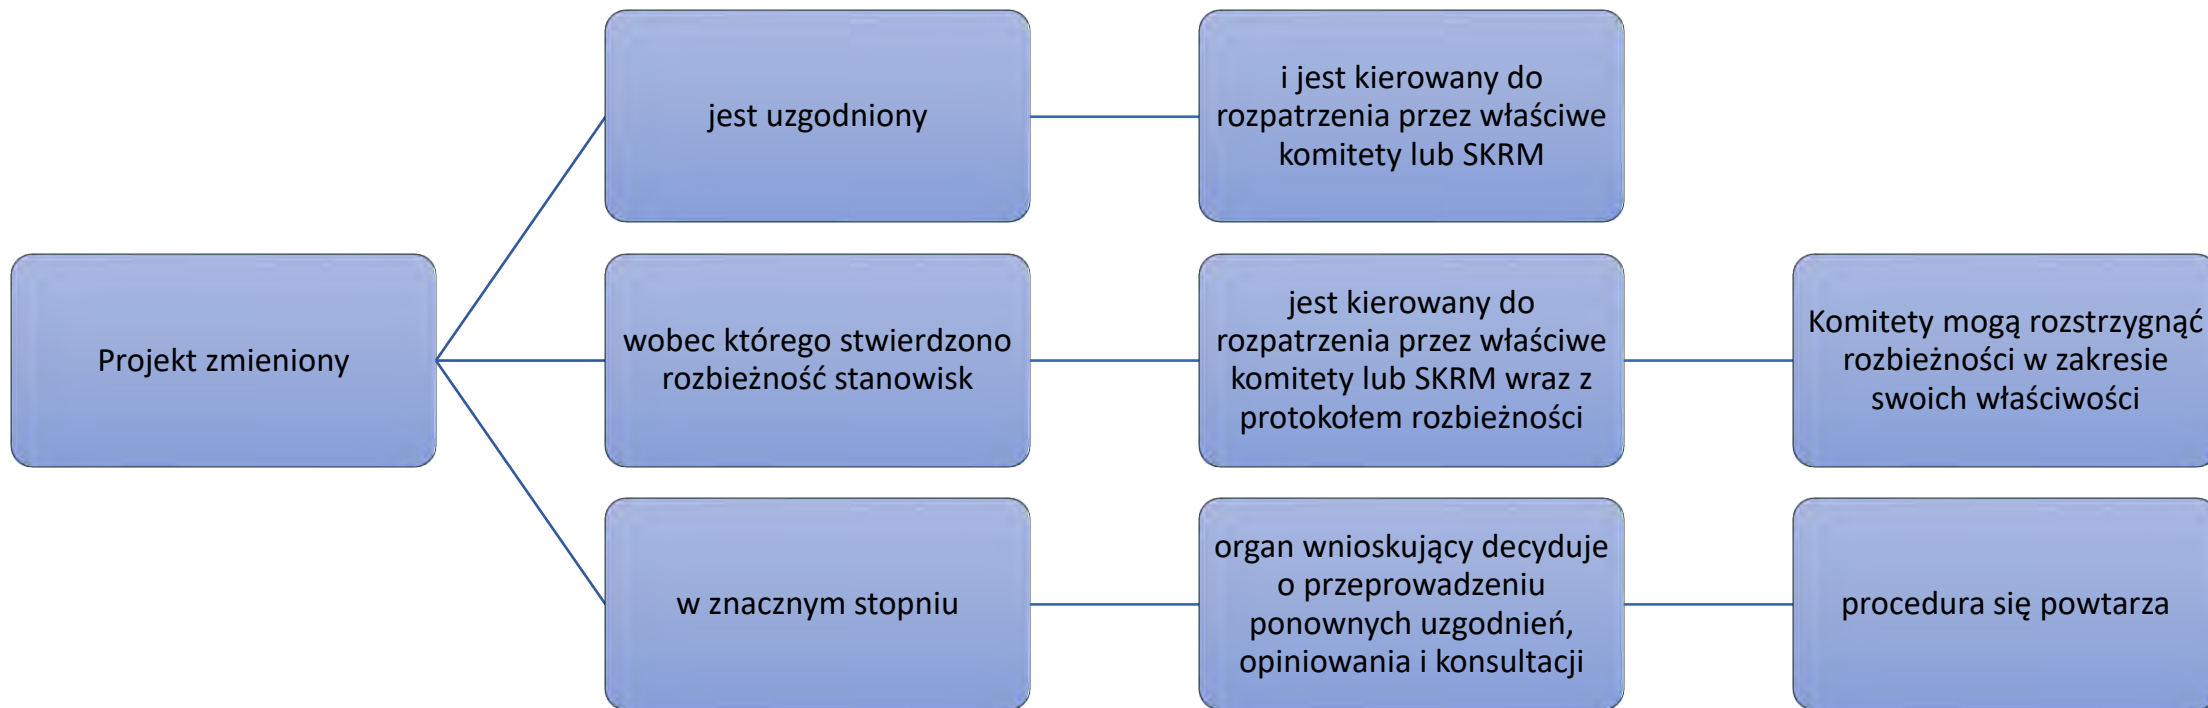 Projekt zmieniony
jest uzgodniony
i jest kierowany do
rozpatrzenia przez właściwe
komitety lub SKRM
wobec którego stwierdzono
rozbieżność stanowisk
jest kierowany do
rozpatrzenia przez właściwe
komitety lub SKRM wraz z
protokołem rozbieżności
Komitety mogą rozstrzygnąć
rozbieżności w zakresie
swoich właściwości
w znacznym stopniu
organ wnioskujący decyduje
o przeprowadzeniu
ponownych uzgodnień,
opiniowania i konsultacji
procedura się powtarza